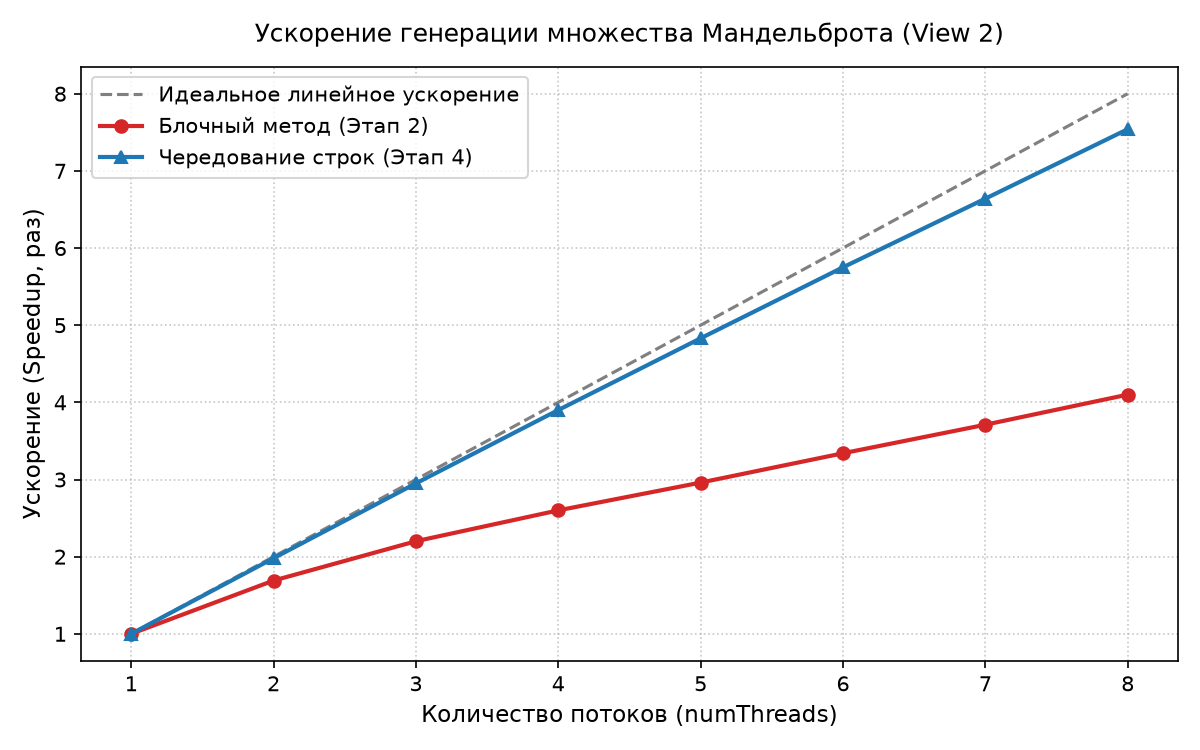 Ускорение генерации множества Мандельброта (View 2)
Идеальное линейное ускорение
Блочный метод (Этап 2)
Чередование строк (Этап 4)
Ускорение (Speedup, раз)
8
7
6
5
4
3
2
1
1 2 3 4 5 6 7 8
Количество потоков (numThreads)